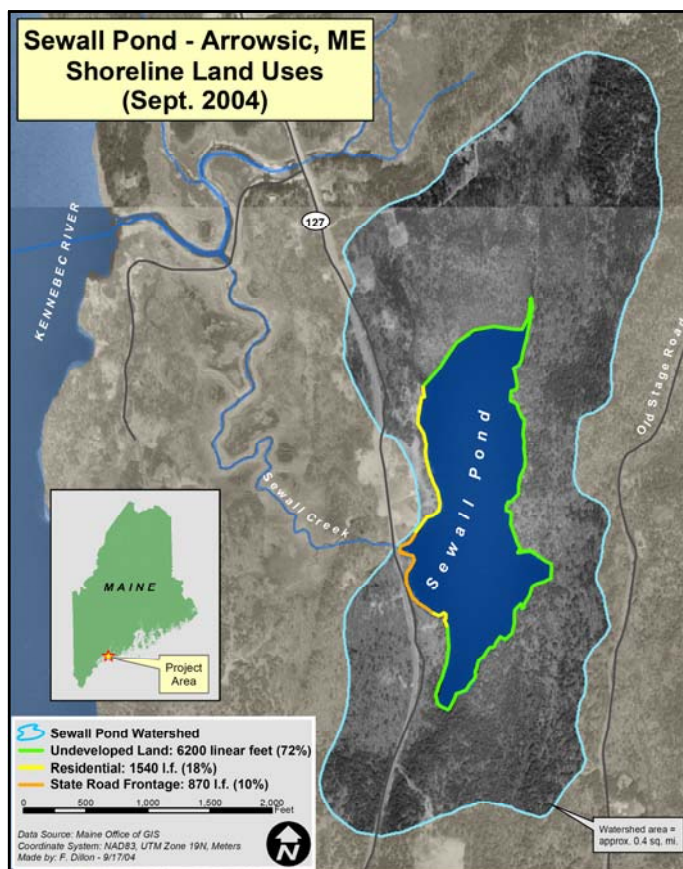 Sewall Pond - Arrowsic, ME
Shoreline Land Uses
(Sept. 2004)
KENNEBEC RIVER
127
Old Stage Road
Sewall Pond
Sewall Creek
MAINE
Project
Area
Sewall Pond Watershed
Undeveloped Land: 6200 linear feet (72%)
Residential: 1540 l.f. (18%)
State Road Frontage: 870 l.f. (10%)
0 500 1,000 1,500 2,000
Feet
Data Source: Maine Office of GIS
Coordinate System: NAD83, UTM Zone 19N, Meters
Made by: F. Dillon - 9/17/04
N
Watershed area =
approx. 0.4 sq. mi.